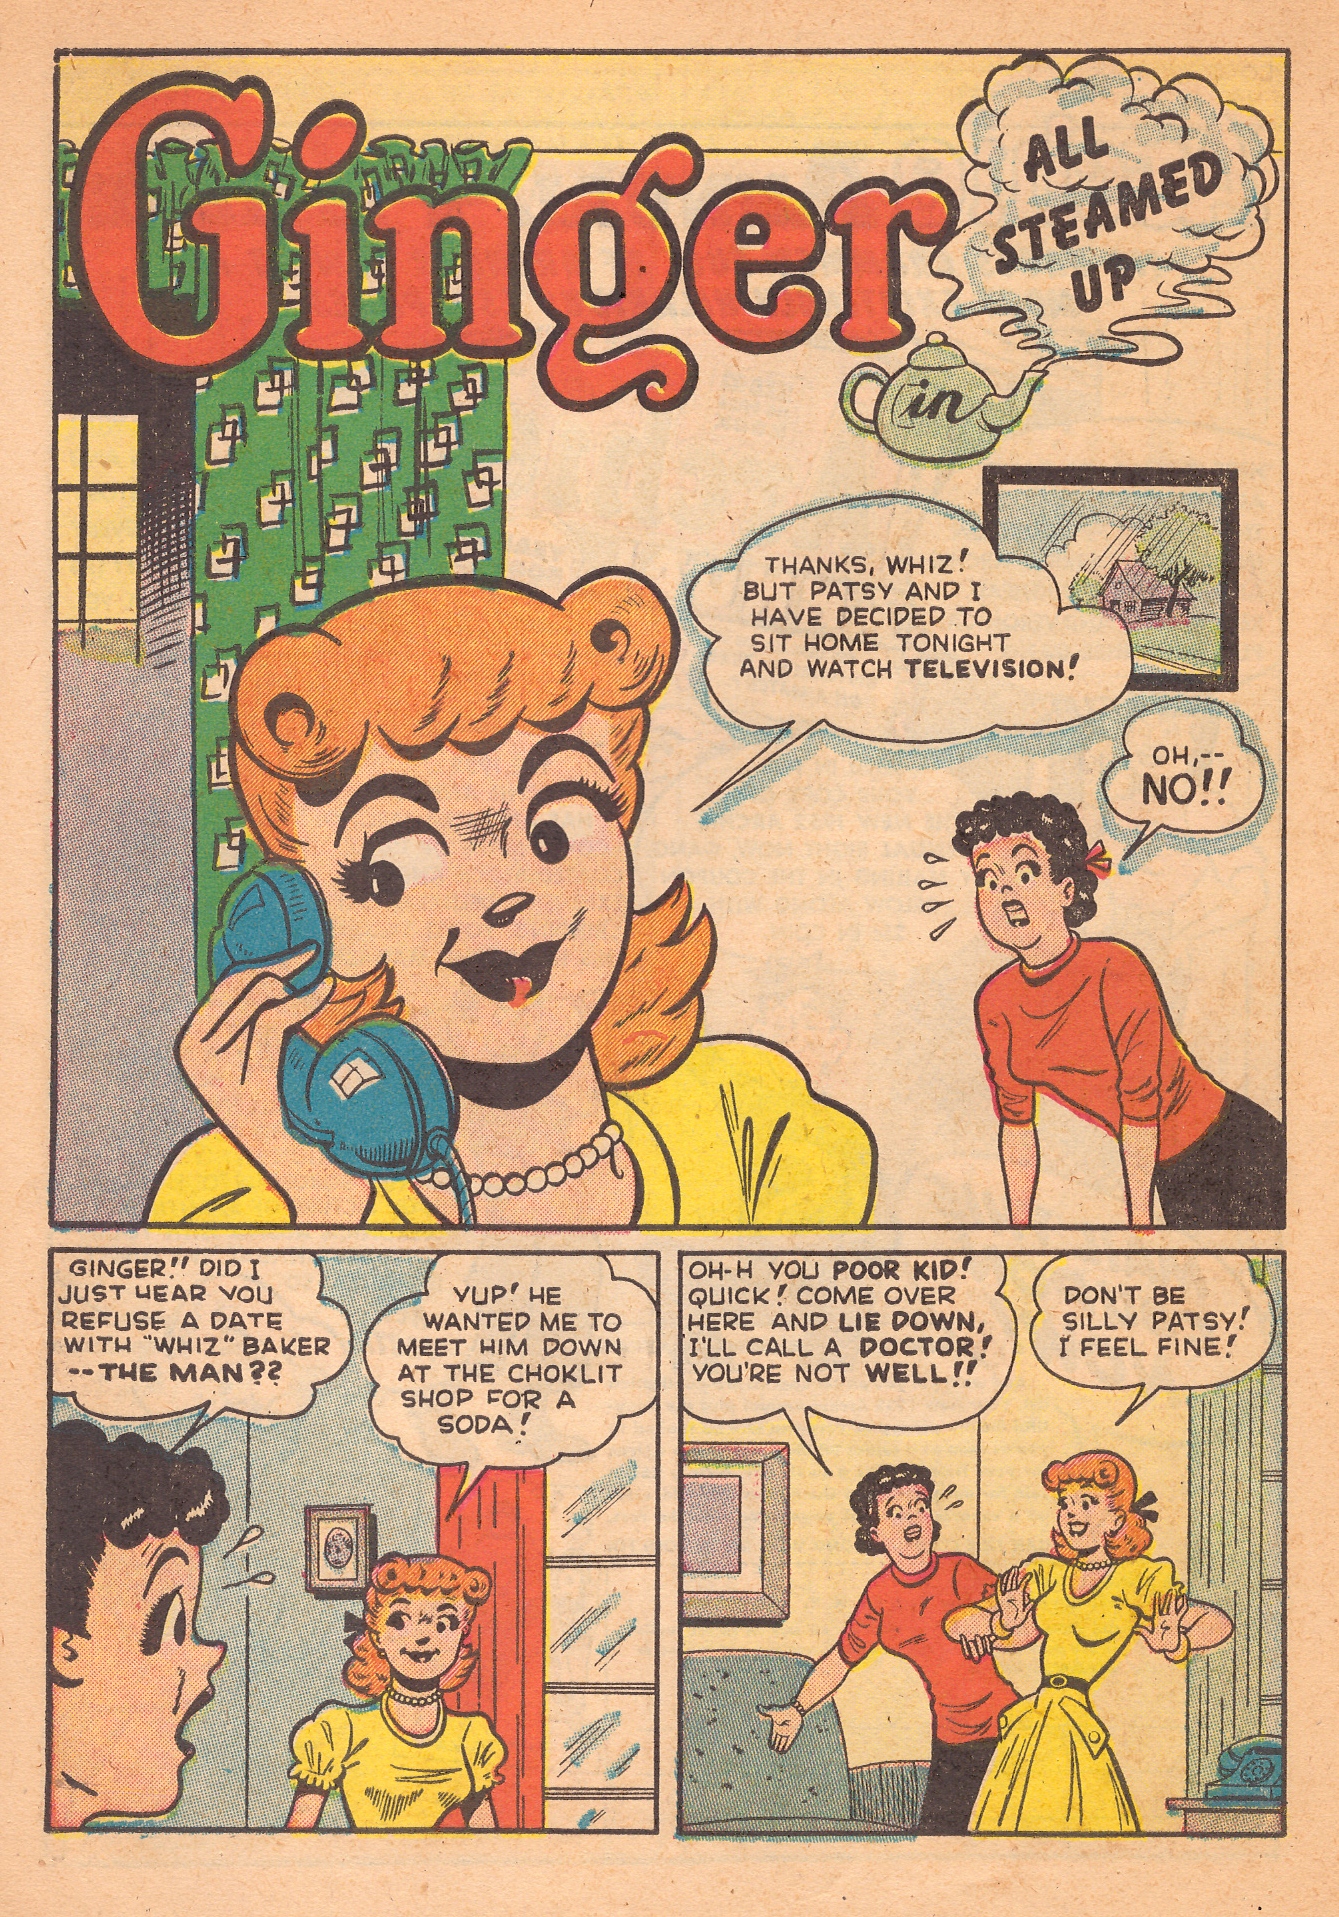 Ginger
in
ALL
STEAMED
UP
THANKS, WHIZ!
BUT PATSY AND I
HAVE DECIDED TO
SIT HOME TONIGHT
AND WATCH TELEVISION!
OH,--
NO!!
GINGER!! DID I
JUST HEAR YOU
REFUSE A DATE
WITH "WHIZ" BAKER
--THE MAN??
YUP! HE
WANTED ME TO
MEET HIM DOWN
AT THE CHOKLIT
SHOP FOR A
SODA!
OH-H YOU POOR KID!
QUICK! COME OVER
HERE AND LIE DOWN,
I'LL CALL A DOCTOR!
YOU'RE NOT WELL!!
DON'T BE
SILLY PATSY!
I FEEL FINE!